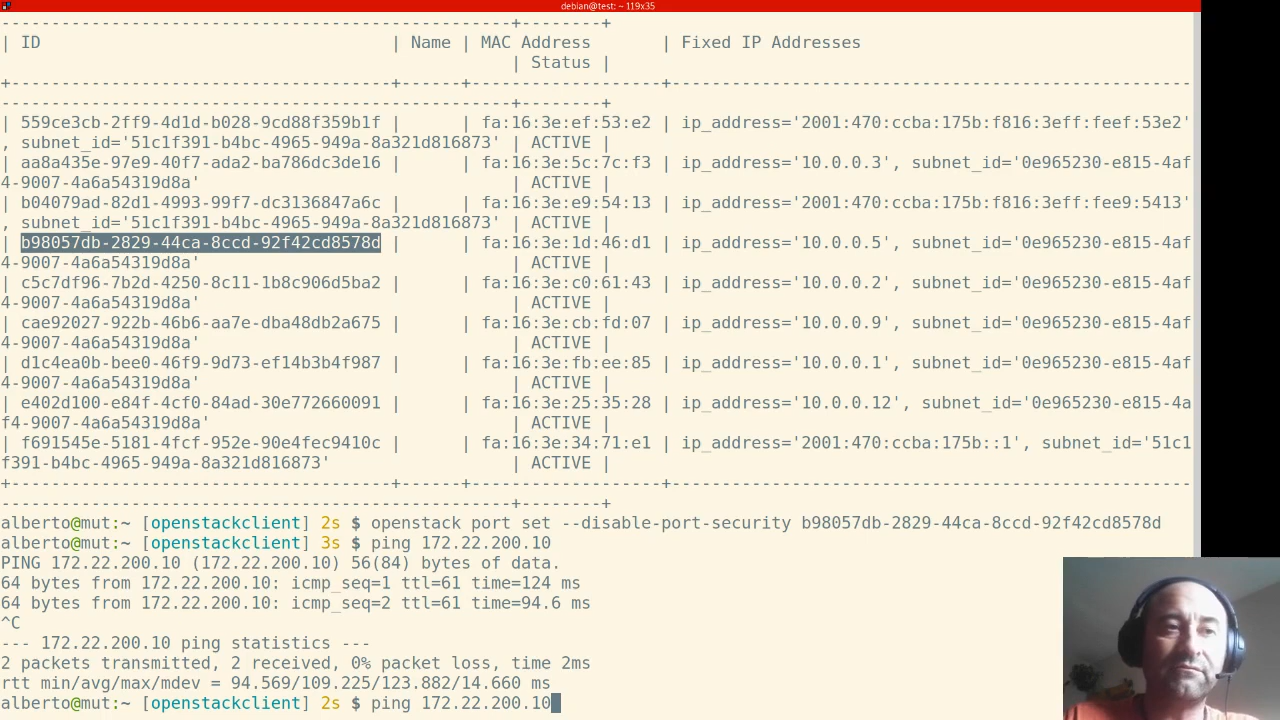 debian@test: ~ 119x35
----------------------------------------------------+--------+
| ID                                   | Name | MAC Address       | Fixed IP Addresses
                                                    | Status |
+--------------------------------------+------+-------------------+----------------------------------------------------
----------------------------------------------------+--------+
| 559ce3cb-2ff9-4d1d-b028-9cd88f359b1f |      | fa:16:3e:ef:53:e2 | ip_address='2001:470:ccba:175b:f816:3eff:feef:53e2'
, subnet_id='51c1f391-b4bc-4965-949a-8a321d816873' | ACTIVE |
| aa8a435e-97e9-40f7-ada2-ba786dc3de16 |      | fa:16:3e:5c:7c:f3 | ip_address='10.0.0.3', subnet_id='0e965230-e815-4af
4-9007-4a6a54319d8a'                                | ACTIVE |
| b04079ad-82d1-4993-99f7-dc3136847a6c |      | fa:16:3e:e9:54:13 | ip_address='2001:470:ccba:175b:f816:3eff:fee9:5413'
, subnet_id='51c1f391-b4bc-4965-949a-8a321d816873' | ACTIVE |
| b98057db-2829-44ca-8ccd-92f42cd8578d |      | fa:16:3e:1d:46:d1 | ip_address='10.0.0.5', subnet_id='0e965230-e815-4af
4-9007-4a6a54319d8a'                                | ACTIVE |
| c5c7df96-7b2d-4250-8c11-1b8c906d5ba2 |      | fa:16:3e:c0:61:43 | ip_address='10.0.0.2', subnet_id='0e965230-e815-4af
4-9007-4a6a54319d8a'                                | ACTIVE |
| cae92027-922b-46b6-aa7e-dba48db2a675 |      | fa:16:3e:cb:fd:07 | ip_address='10.0.0.9', subnet_id='0e965230-e815-4af
4-9007-4a6a54319d8a'                                | ACTIVE |
| d1c4ea0b-bee0-46f9-9d73-ef14b3b4f987 |      | fa:16:3e:fb:ee:85 | ip_address='10.0.0.1', subnet_id='0e965230-e815-4af
4-9007-4a6a54319d8a'                                | ACTIVE |
| e402d100-e84f-4cf0-84ad-30e772660091 |      | fa:16:3e:25:35:28 | ip_address='10.0.0.12', subnet_id='0e965230-e815-4a
f4-9007-4a6a54319d8a'                               | ACTIVE |
| f691545e-5181-4fcf-952e-90e4fec9410c |      | fa:16:3e:34:71:e1 | ip_address='2001:470:ccba:175b::1', subnet_id='51c1
f391-b4bc-4965-949a-8a321d816873'                   | ACTIVE |
+--------------------------------------+------+-------------------+----------------------------------------------------
----------------------------------------------------+--------+
alberto@mut:~ [openstackclient] 2s $ openstack port set --disable-port-security b98057db-2829-44ca-8ccd-92f42cd8578d
alberto@mut:~ [openstackclient] 3s $ ping 172.22.200.10
PING 172.22.200.10 (172.22.200.10) 56(84) bytes of data.
64 bytes from 172.22.200.10: icmp_seq=1 ttl=61 time=124 ms
64 bytes from 172.22.200.10: icmp_seq=2 ttl=61 time=94.6 ms
^C
--- 172.22.200.10 ping statistics ---
2 packets transmitted, 2 received, 0% packet loss, time 2ms
rtt min/avg/max/mdev = 94.569/109.225/123.882/14.660 ms
alberto@mut:~ [openstackclient] 2s $ ping 172.22.200.10